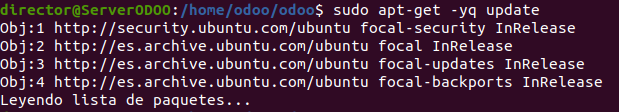 director@ServerODOO:/home/odoo/odoo$ sudo apt-get -yq update
Obj:1 http://security.ubuntu.com/ubuntu focal-security InRelease
Obj:2 http://es.archive.ubuntu.com/ubuntu focal InRelease
Obj:3 http://es.archive.ubuntu.com/ubuntu focal-updates InRelease
Obj:4 http://es.archive.ubuntu.com/ubuntu focal-backports InRelease
Leyendo lista de paquetes...